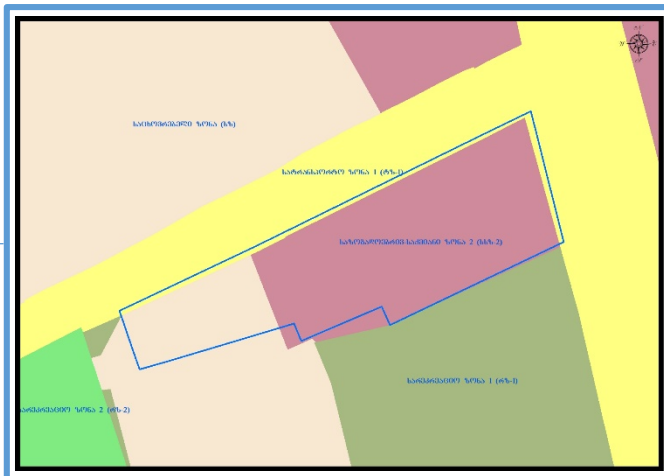 საცხოვრებელი ზონა (სზ)
სატრანსპორტო ზონა 1 (ტზ-1)
საზოგადოებრივ-საქმიანი ზონა 2 (სსზ-2)
სარეკრეაციო ზონა 1 (რზ-1)
სარეკრეაციო ზონა 2 (რზ-2)